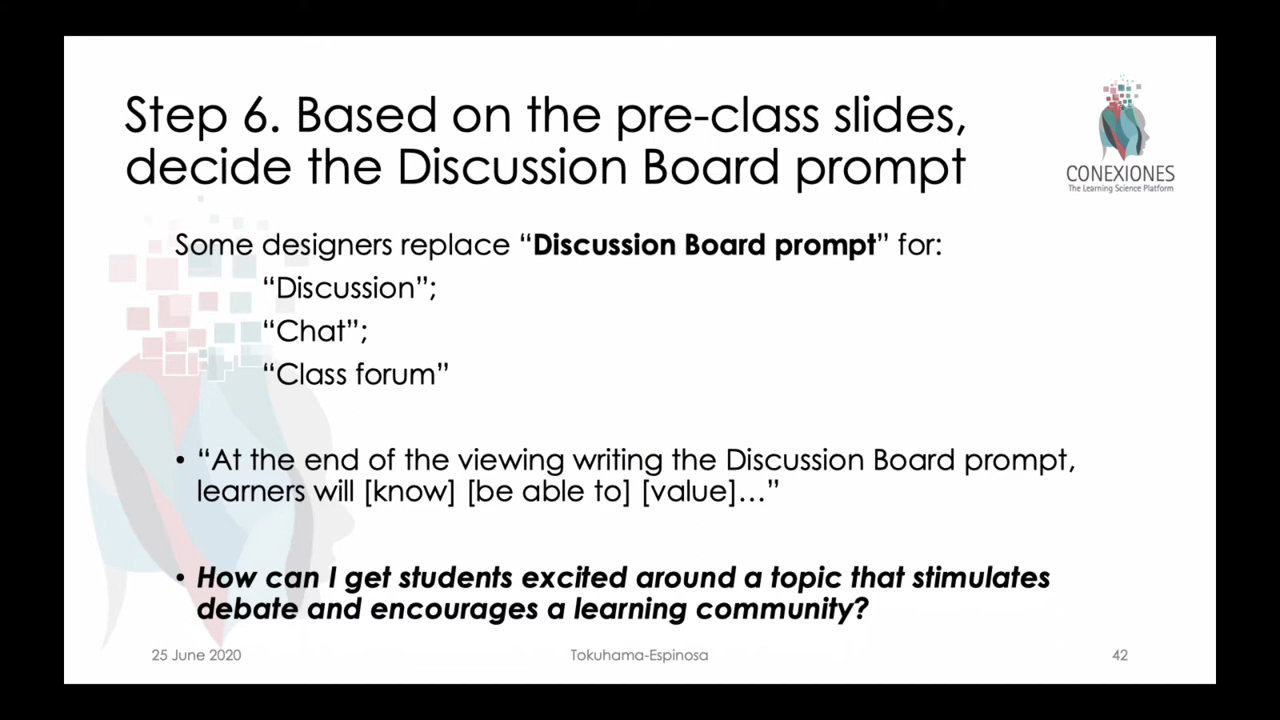 Step 6. Based on the pre-class slides,
decide the Discussion Board prompt
CONEXIONES
The Learning Science Platform
Some designers replace “Discussion Board prompt” for:
“Discussion”;
“Chat”;
“Class forum”
• “At the end of the viewing writing the Discussion Board prompt,
learners will [know] [be able to] [value]...”
• How can I get students excited around a topic that stimulates
debate and encourages a learning community?
25 June 2020
Tokuhama-Espinosa
42